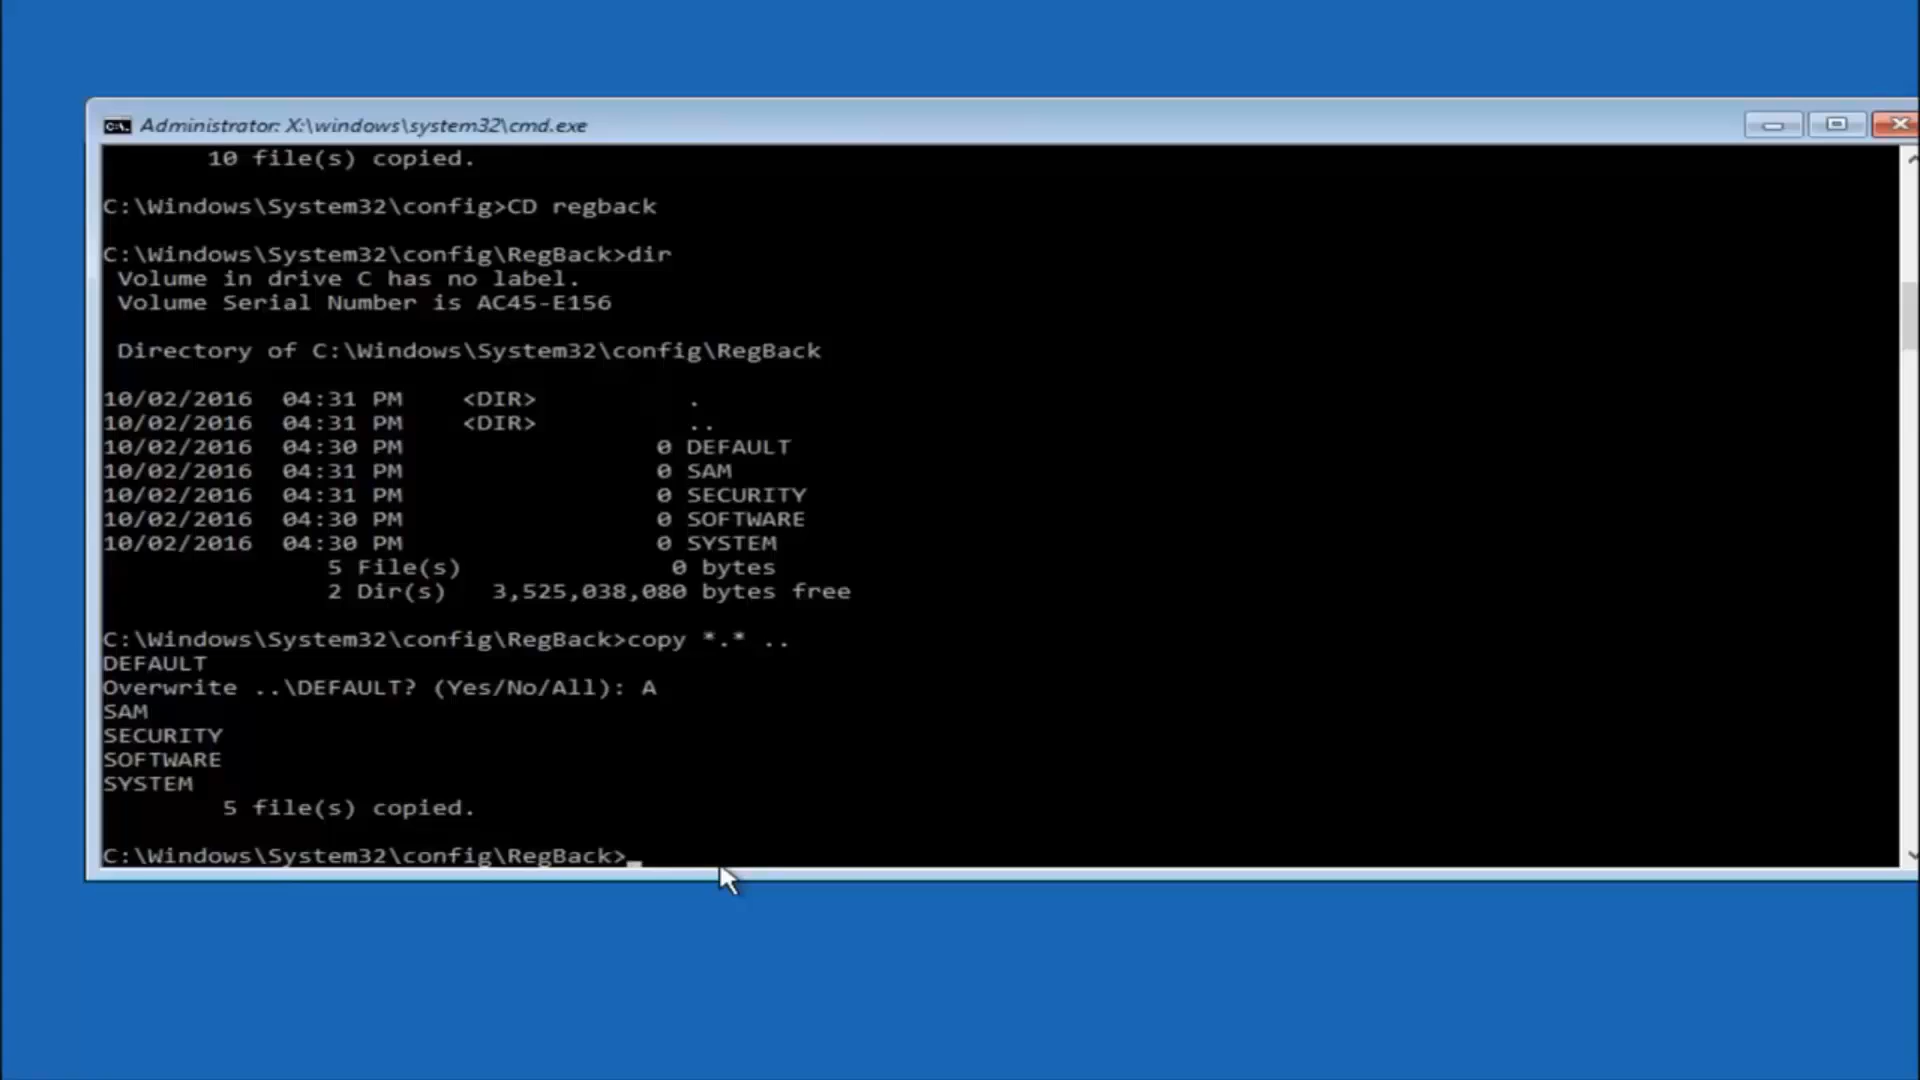 Administrator: X:\windows\system32\cmd.exe
10 file(s) copied.
C:\Windows\System32\config>CD regback
C:\Windows\System32\config\RegBack>dir
Volume in drive C has no label.
Volume Serial Number is AC45-E156
Directory of C:\Windows\System32\config\RegBack
10/02/2016 04:31 PM <DIR> .
10/02/2016 04:31 PM <DIR> ..
10/02/2016 04:30 PM 0 DEFAULT
10/02/2016 04:31 PM 0 SAM
10/02/2016 04:31 PM 0 SECURITY
10/02/2016 04:30 PM 0 SOFTWARE
10/02/2016 04:30 PM 0 SYSTEM
5 File(s) 0 bytes
2 Dir(s) 3,525,038,080 bytes free
C:\Windows\System32\config\RegBack>copy *.* ..
DEFAULT
Overwrite ..\DEFAULT? (Yes/No/All): A
SAM
SECURITY
SOFTWARE
SYSTEM
5 file(s) copied.
C:\Windows\System32\config\RegBack>_